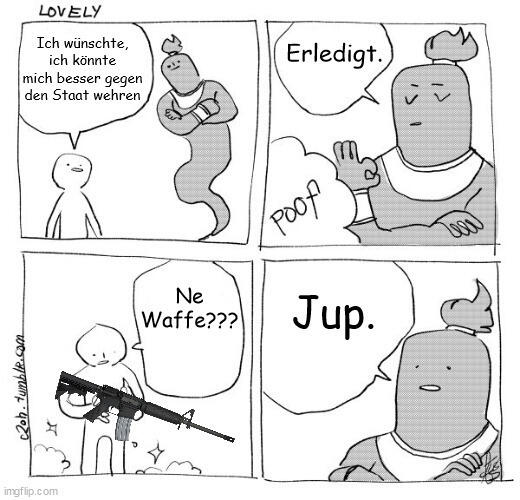 LOVELY
Ich wünschte,
ich könnte
mich besser gegen
den Staat wehren
Erledigt.
POOF
Ne
Waffe???
Jup.
c2oh.tumblr.com
imgflip.com